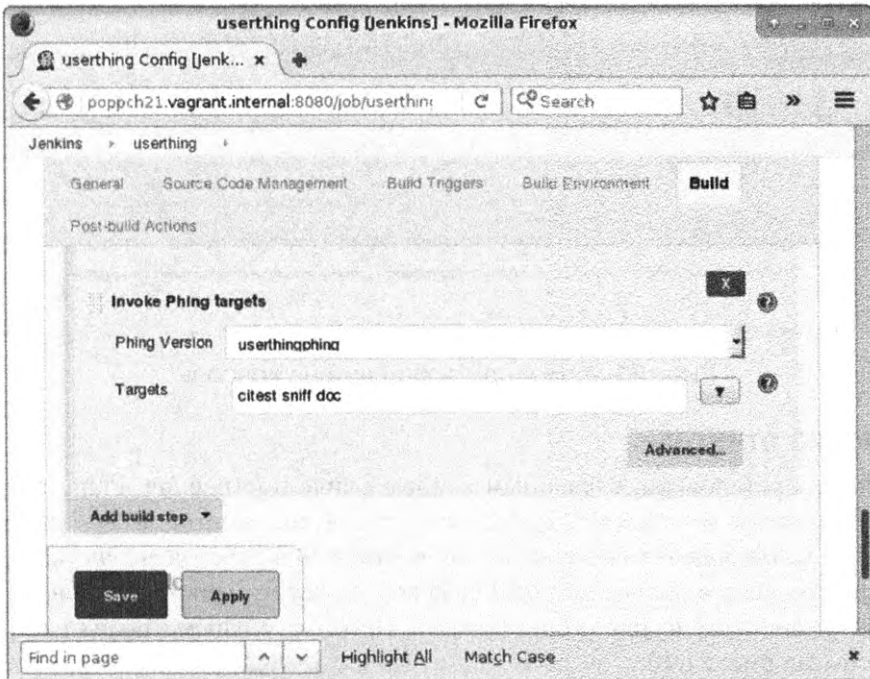 userthing Config [Jenkins] - Mozilla Firefox
userthing Config [Jenk... ×
poppch21.vagrant.internal:8080/job/userthing
Search
Jenkins userthing
General Source Code Management Build Triggers Build Environment Build
Post-build Actions
X
Invoke Phing targets
Phing Version userthingphing
Targets citest sniff doc
Advanced...
Add build step
Save Apply
Find in page Highlight All Match Case ×